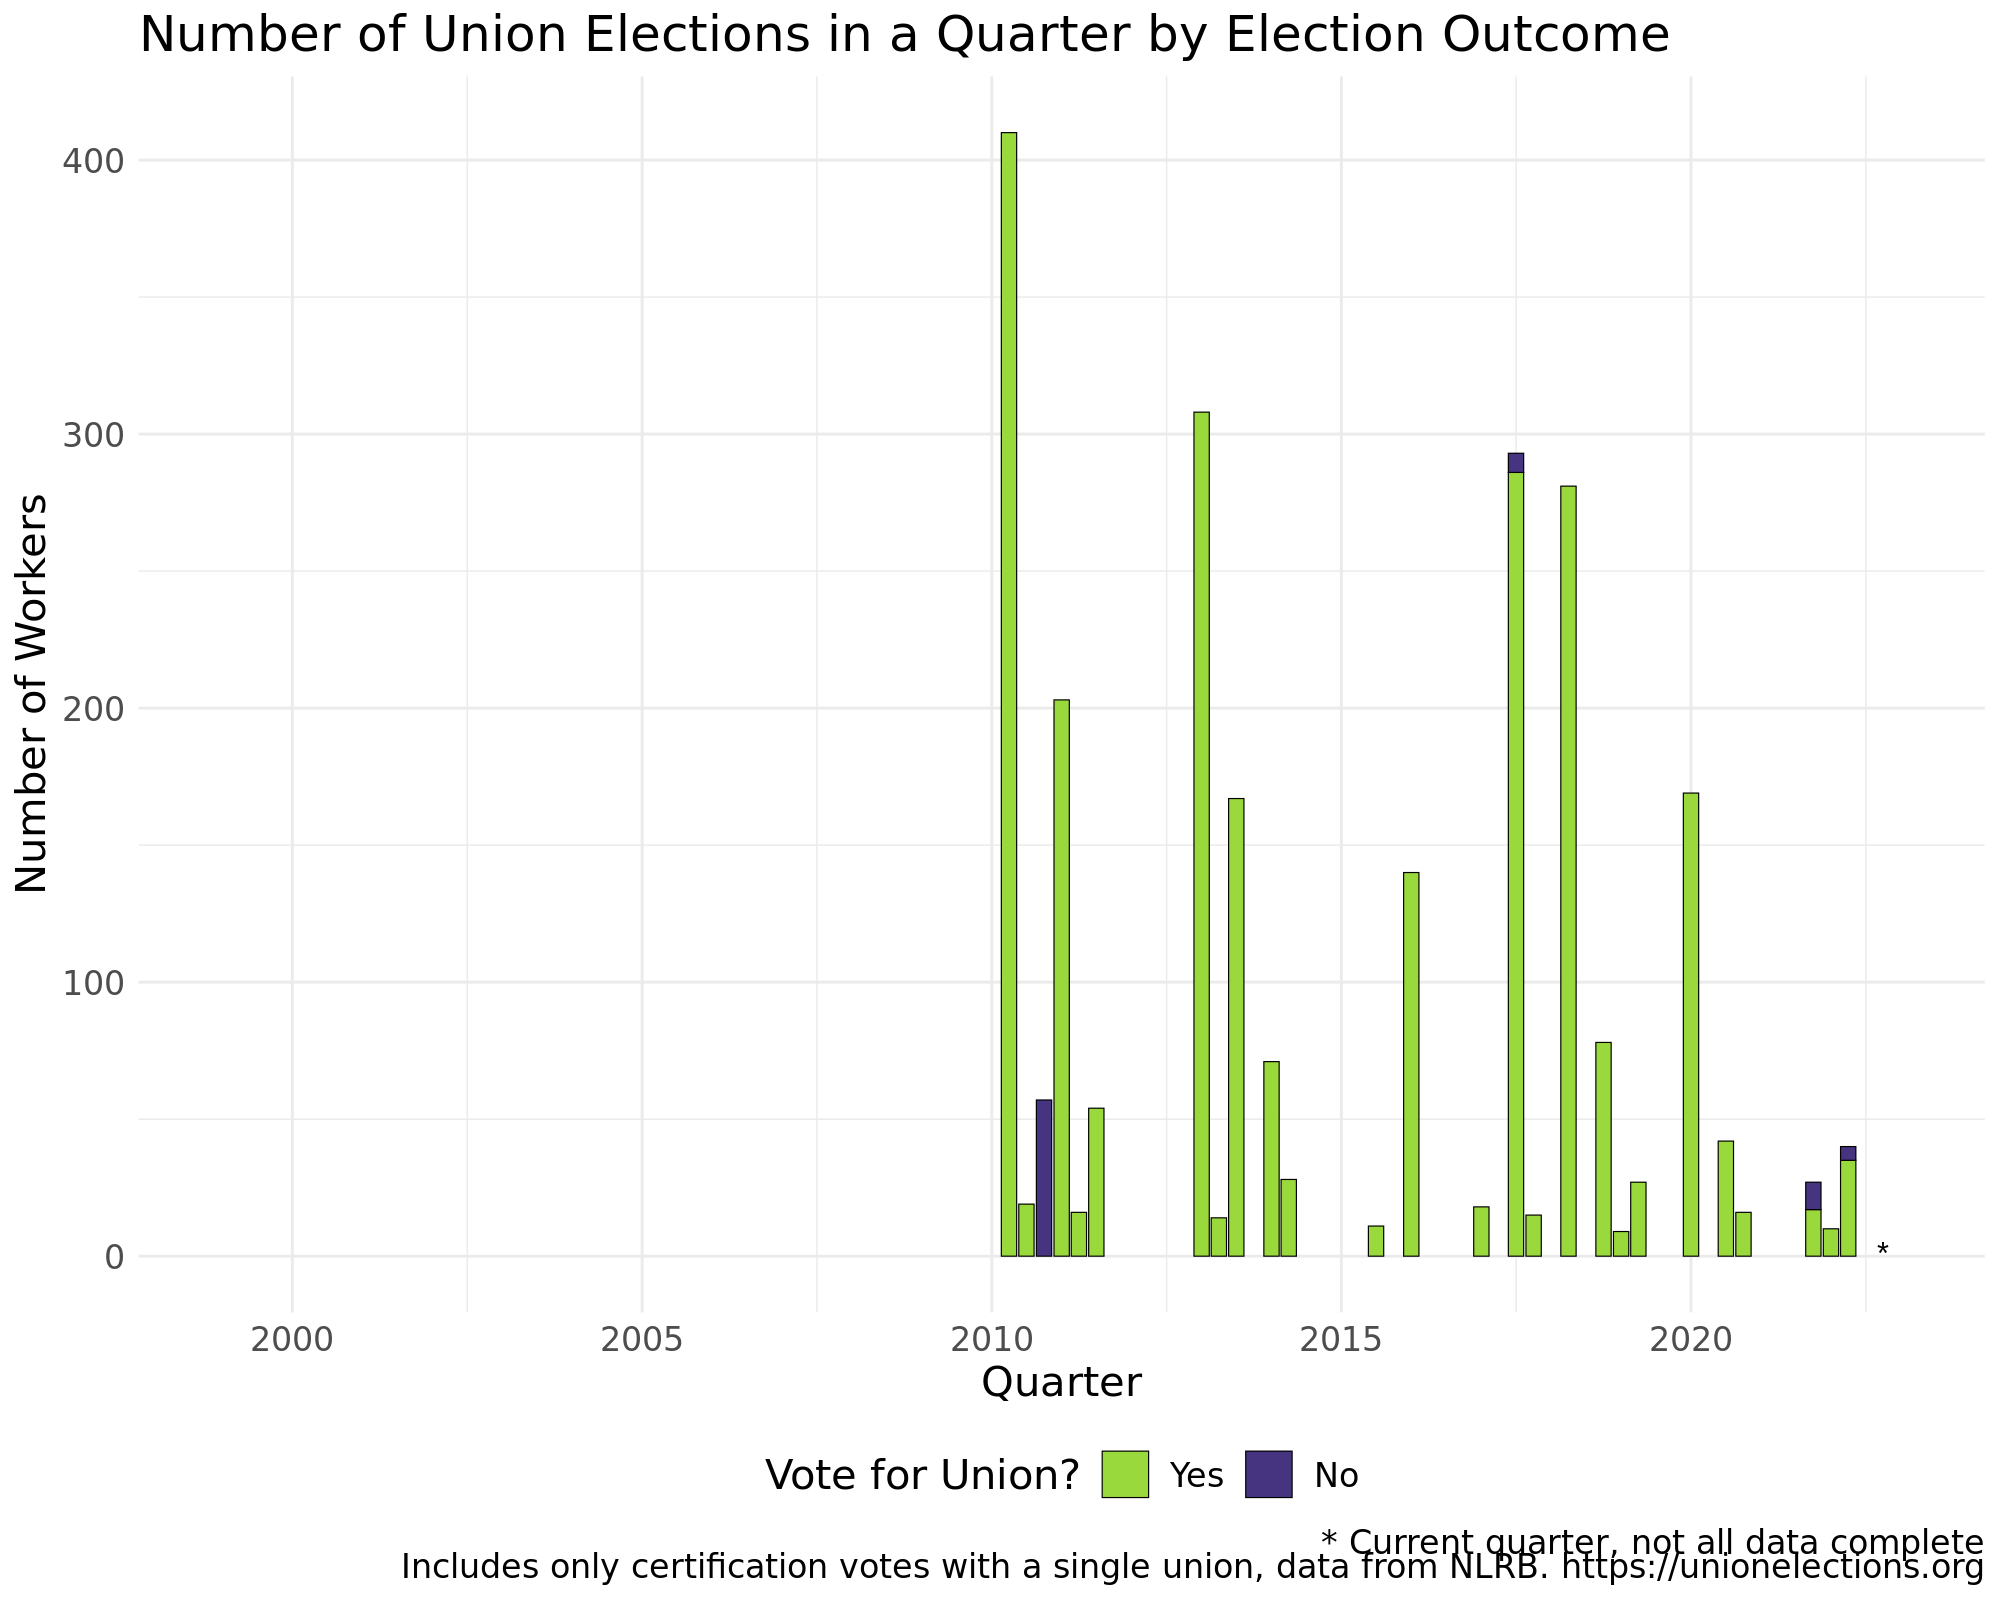 Number of Union Elections in a Quarter by Election Outcome
400
300
200
100
0
Number of Workers
*
2000 2005 2010 2015 2020
Quarter
Vote for Union? Yes No
* Current quarter, not all data complete
Includes only certification votes with a single union, data from NLRB. https://unionelections.org